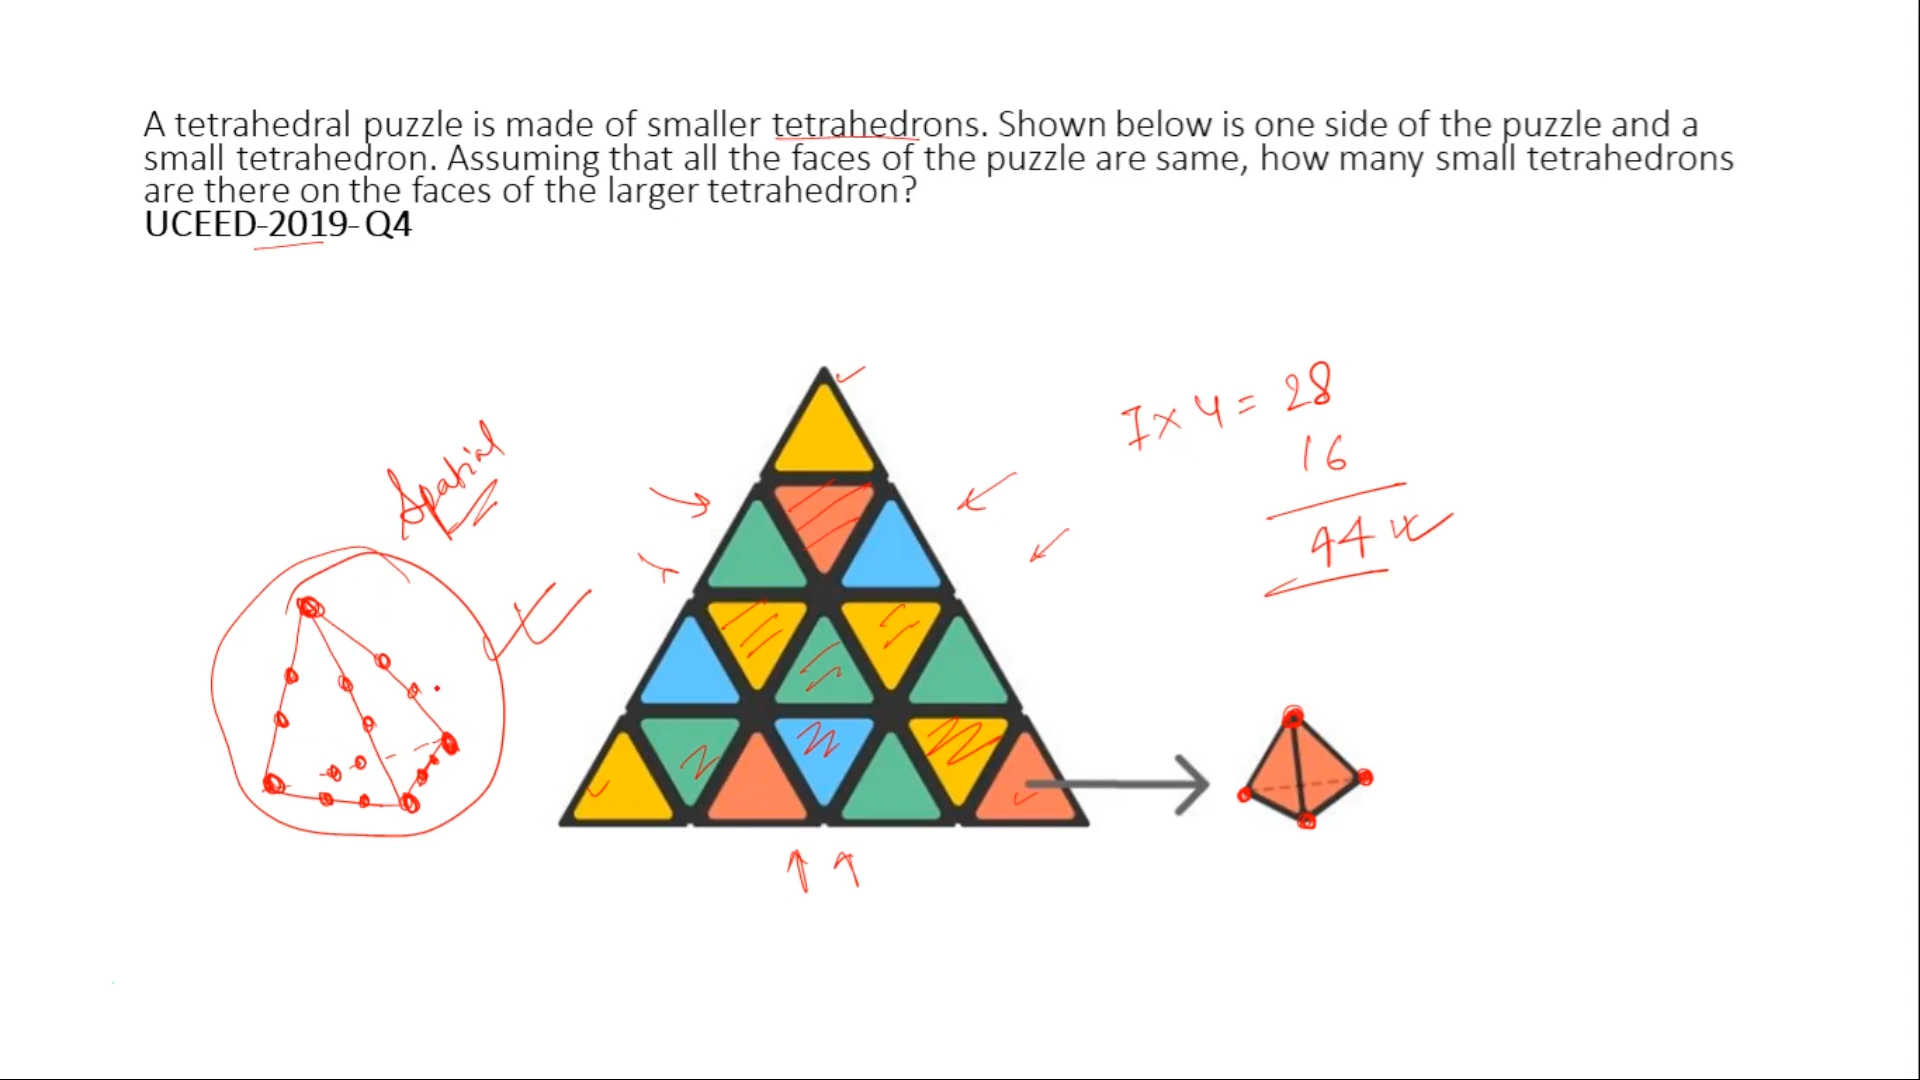 A tetrahedral puzzle is made of smaller tetrahedrons. Shown below is one side of the puzzle and a
small tetrahedron. Assuming that all the faces of the puzzle are same, how many small tetrahedrons
are there on the faces of the larger tetrahedron?
UCEED-2019-Q4
Spatial
7 x 4 = 28
16
44